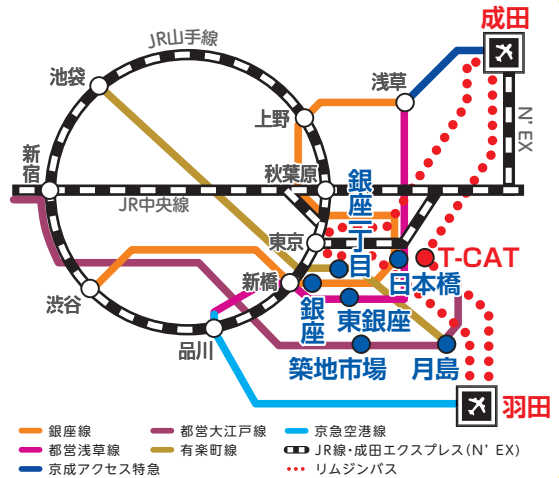 成田
JR山手線
池袋
浅草
上野
N' EX
新宿
秋葉原
銀座一丁目
JR中央線
東京
T-CAT
日本橋
新橋
渋谷
銀座
東銀座
品川
築地市場
月島
羽田
銀座線
都営大江戸線
京急空港線
都営浅草線
有楽町線
JR線・成田エクスプレス(N' EX)
京成アクセス特急
リムジンバス